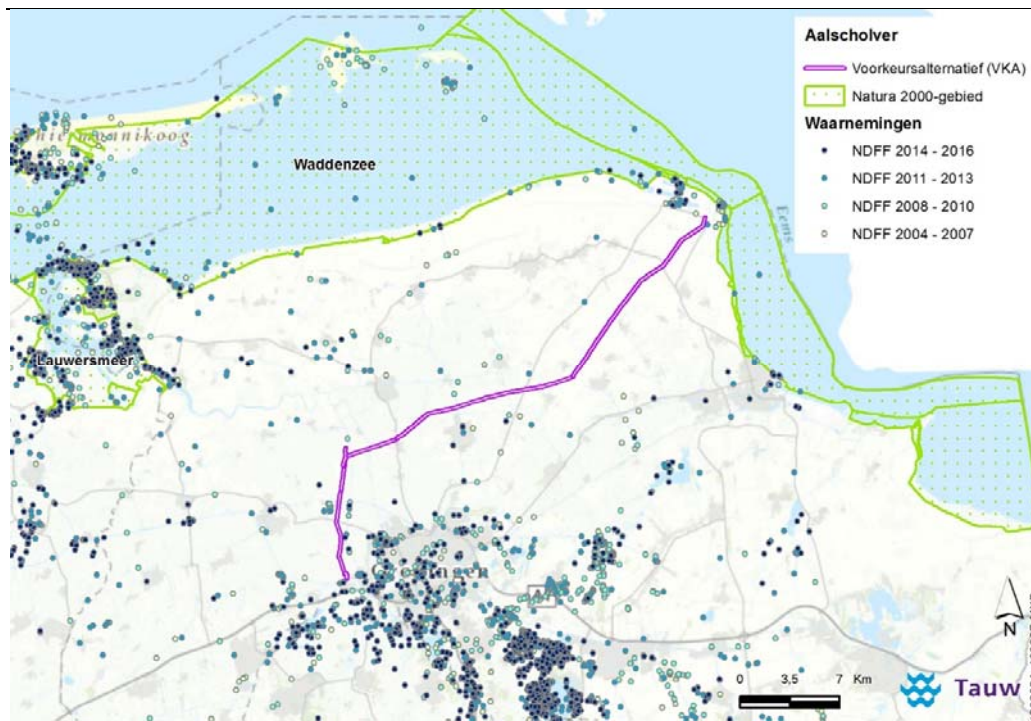 Aalscholver
Voorkeursalternatief (VKA)
Natura 2000-gebied
Waarnemingen
NDFF 2014 - 2016
NDFF 2011 - 2013
NDFF 2008 - 2010
NDFF 2004 - 2007
Waddenzee
Eems
Lauwersmeer
Groningen
N
0 3,5 7 Km
Tauw